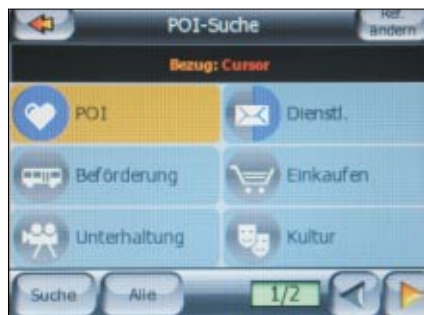 POI-Suche
Ref.
ändern
Bezug: Cursor
POI
Dienstl.
Beförderung
Einkaufen
Unterhaltung
Kultur
Suche
Alle
1/2